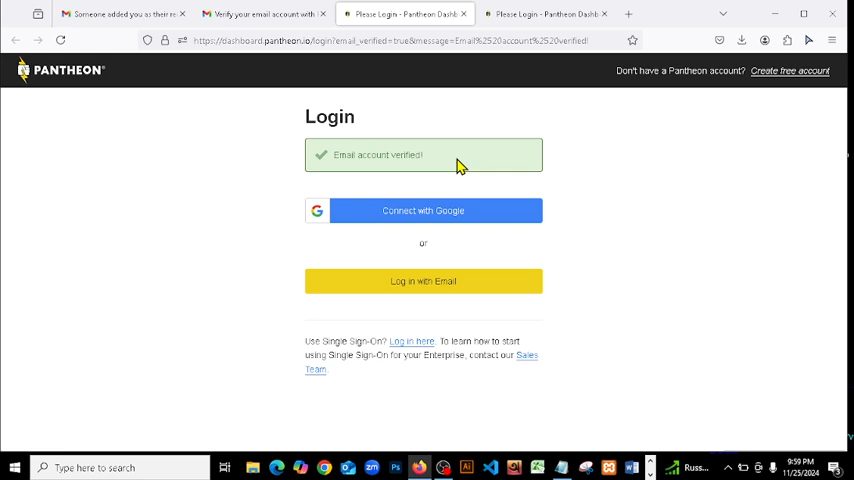 Someone added you as their re
Verify your email account with
Please Login - Pantheon Dashb
Please Login - Pantheon Dashb
https://dashboard.pantheon.io/login?email_verified=true&message=Email%2520account%2520verified!
PANTHEON®
Don't have a Pantheon account? Create free account
Login
Email account verified!
Connect with Google
or
Log in with Email
Use Single Sign-On? Log in here. To learn how to start
using Single Sign-On for your Enterprise, contact our Sales
Team.
Type here to search
Russ...
9:59 PM
11/25/2024